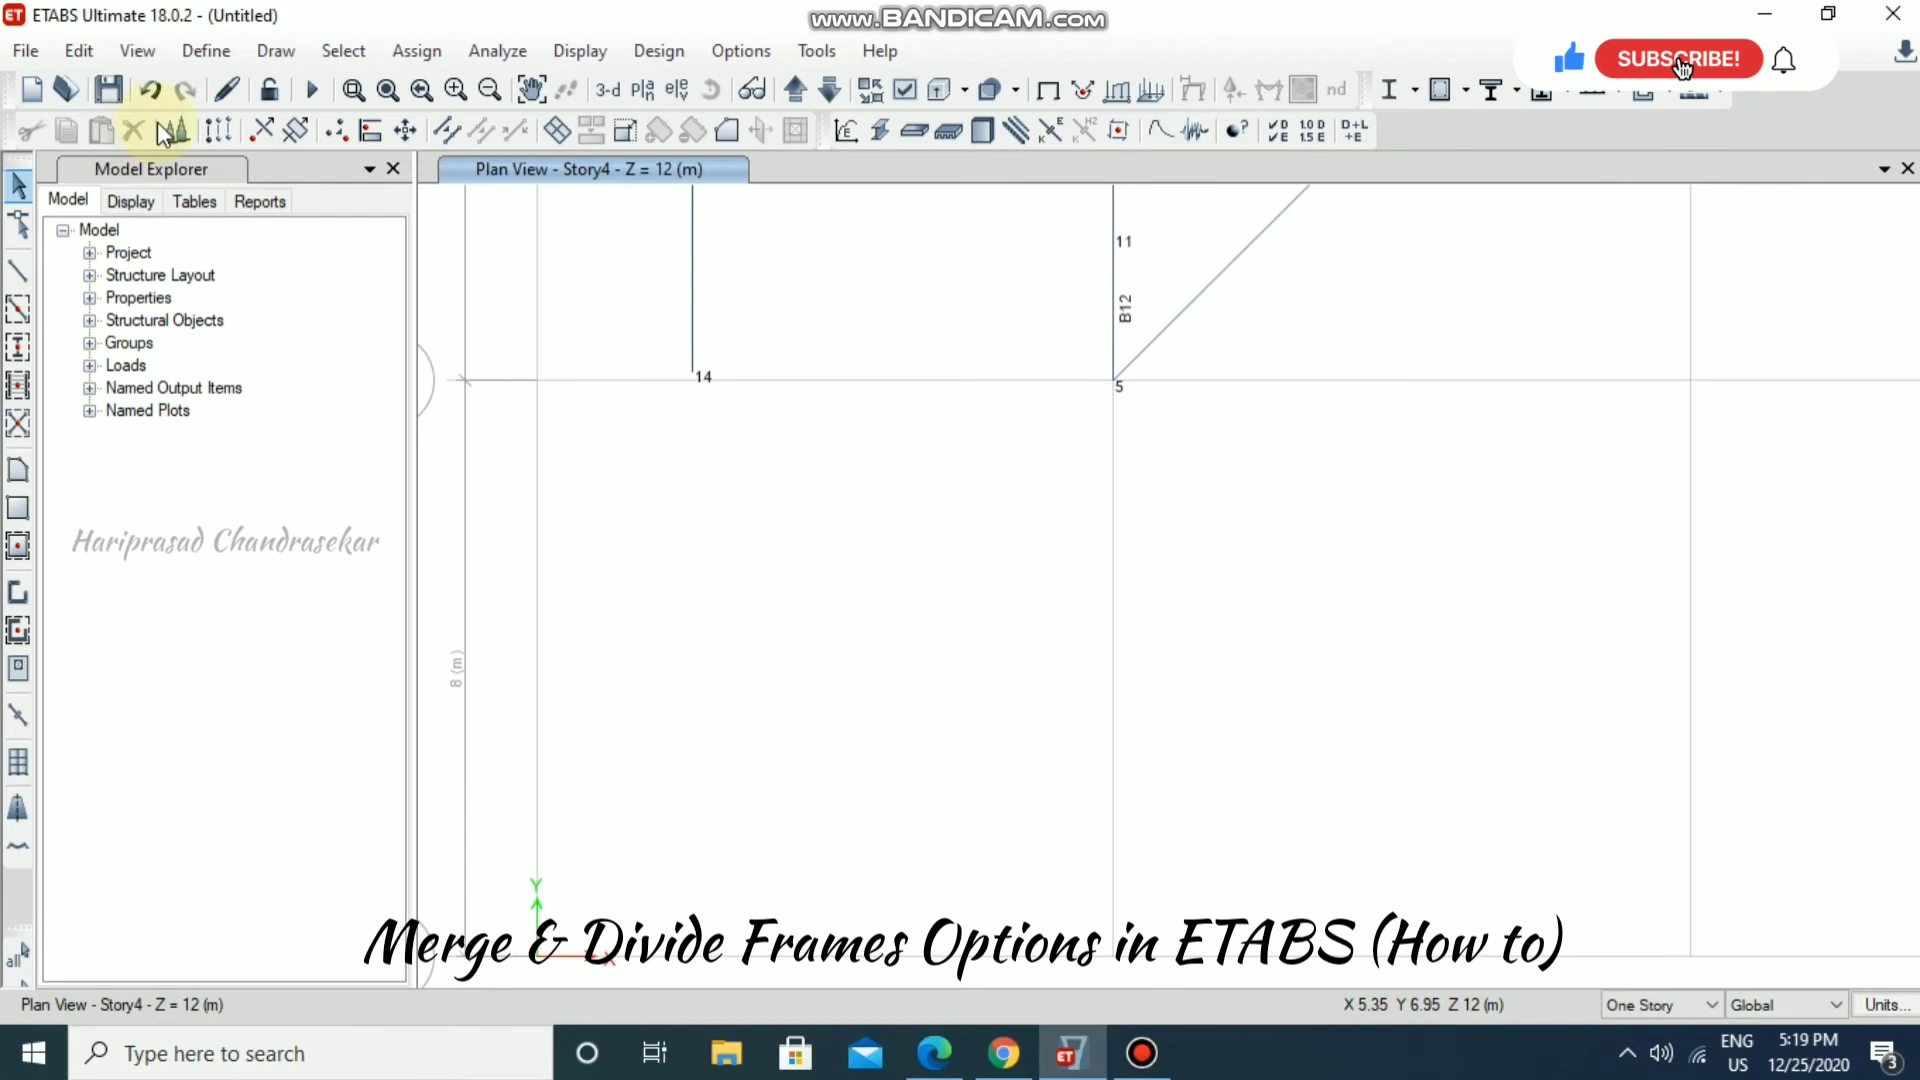 ETABS Ultimate 18.0.2 - (Untitled)
www.BANDICAM.com
File Edit View Define Draw Select Assign Analyze Display Design Options Tools Help
SUBSCRIBE!
3-d
nd
Model Explorer
Plan View - Story4 - Z = 12 (m)
Model Display Tables Reports
Model
Project
Structure Layout
Properties
Structural Objects
Groups
Loads
Named Output Items
Named Plots
11
B12
14
5
Hariprasad Chandrasekar
8 (m)
Y
X
Merge & Divide Frames Options in ETABS (How to)
all
Plan View - Story4 - Z = 12 (m)
X 5.35 Y 6.95 Z 12 (m)
One Story
Global
Units...
Type here to search
ENG
US
5:19 PM
12/25/2020
3